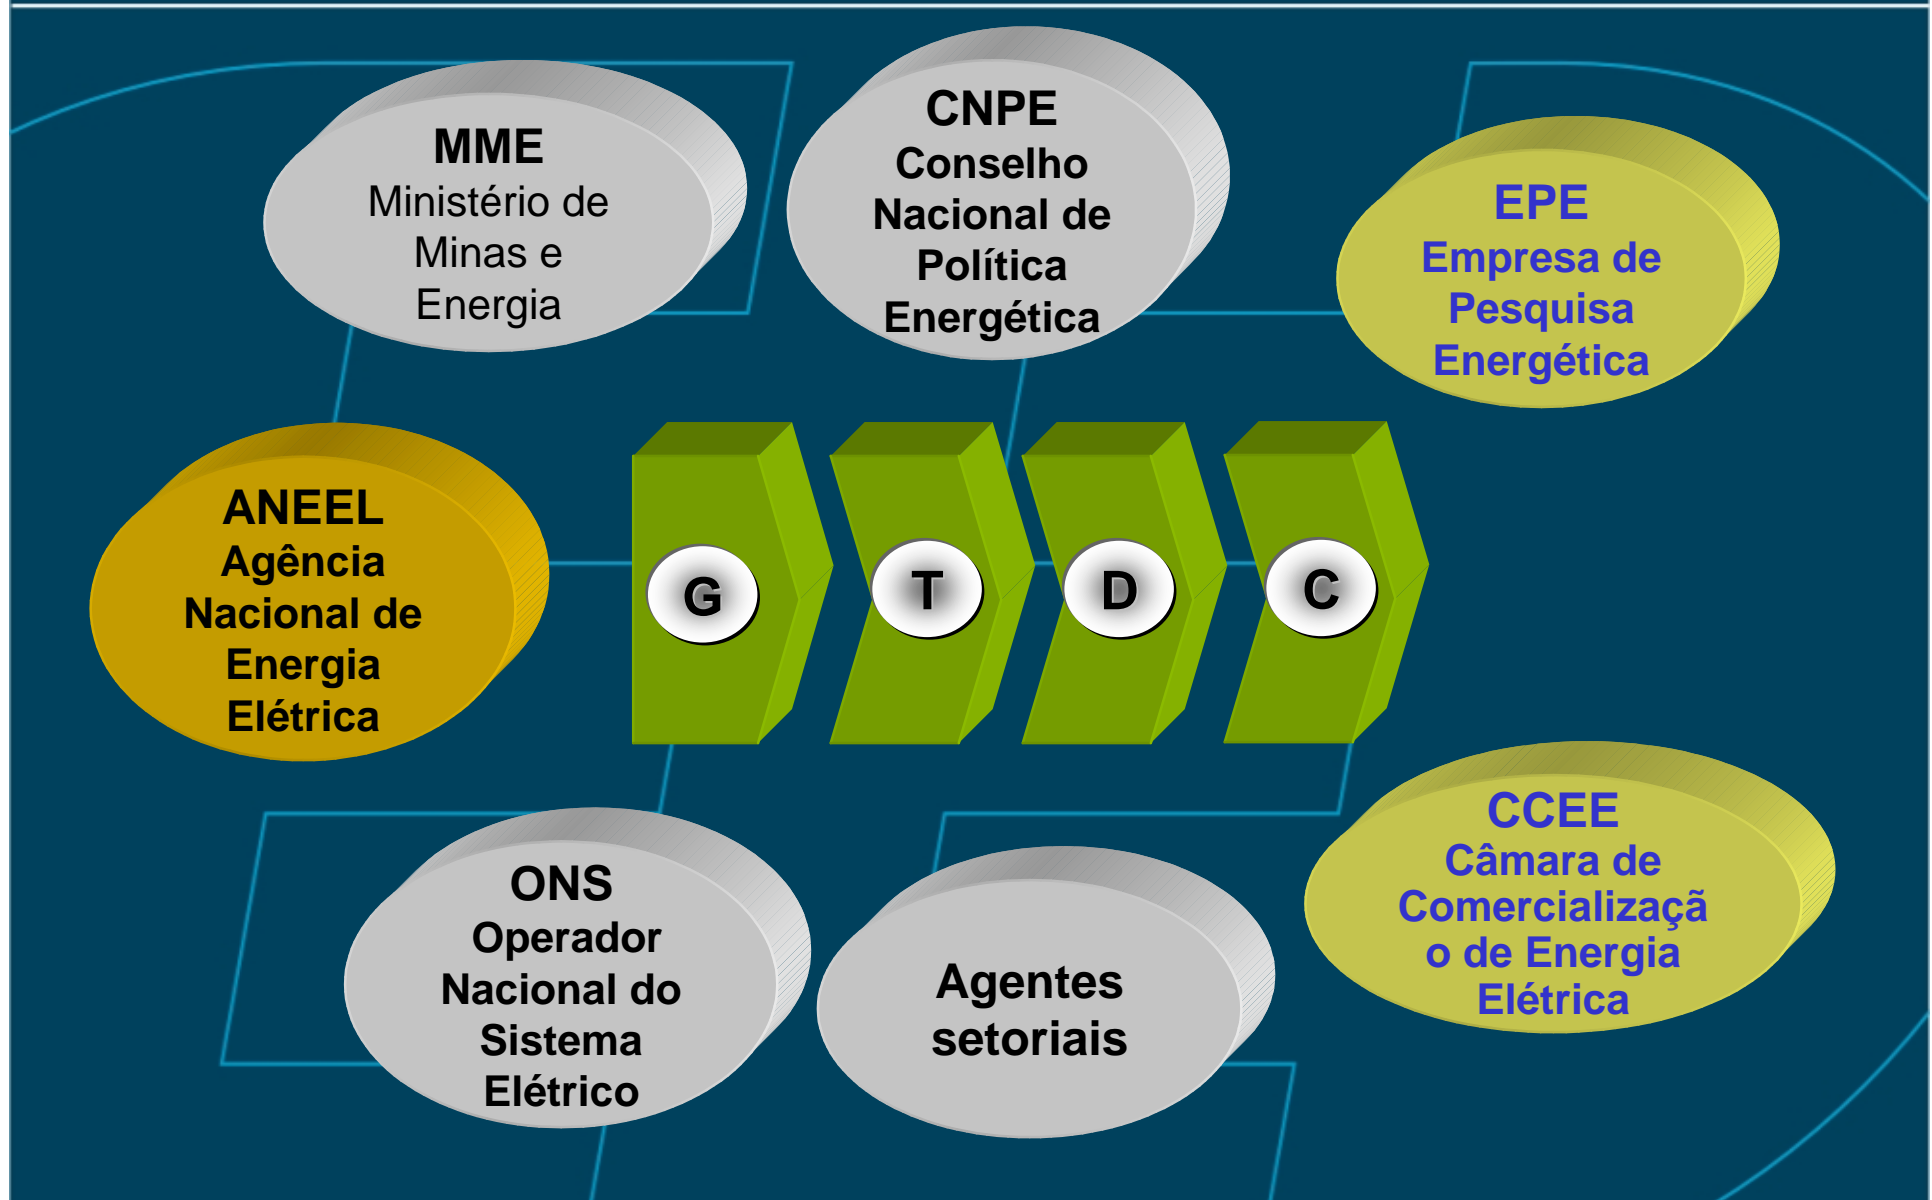 MME
Ministério de
Minas e
Energia
CNPE
Conselho
Nacional de
Política
Energética
EPE
Empresa de
Pesquisa
Energética
ANEEL
Agência
Nacional de
Energia
Elétrica
G
T
D
C
ONS
Operador
Nacional do
Sistema
Elétrico
Agentes
setoriais
CCEE
Câmara de
Comercializaçã
o de Energia
Elétrica